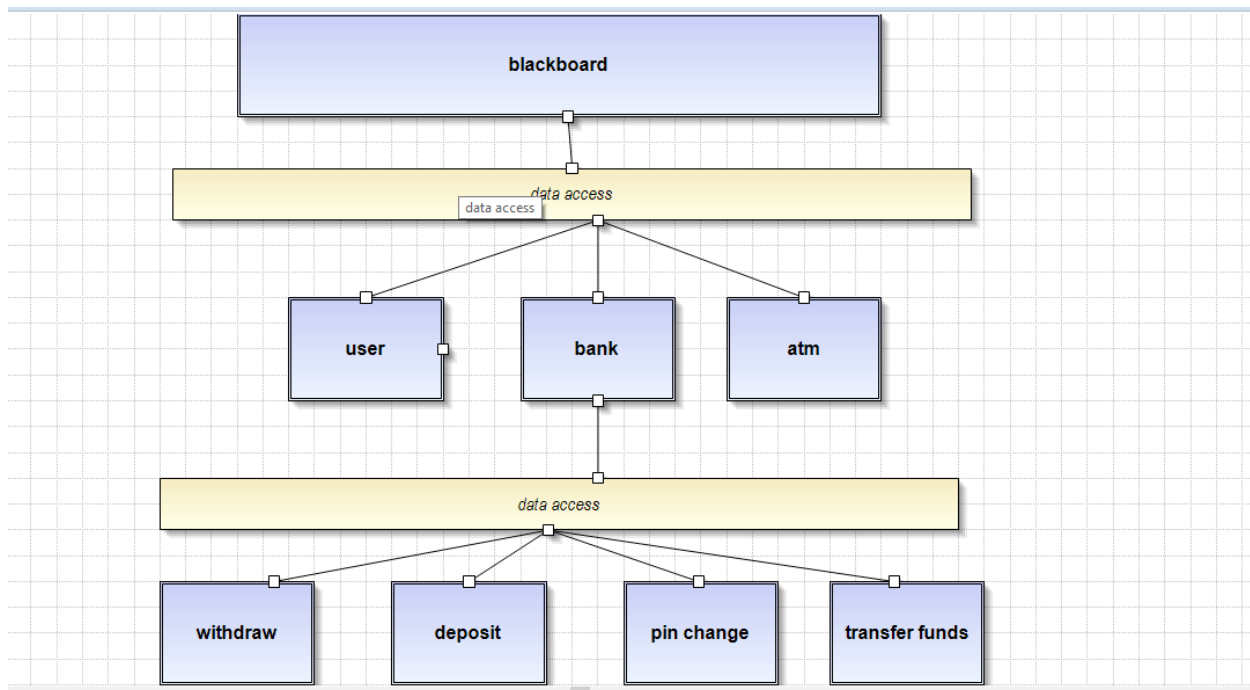 blackboard
data access
data access
user
bank
atm
data access
withdraw
deposit
pin change
transfer funds